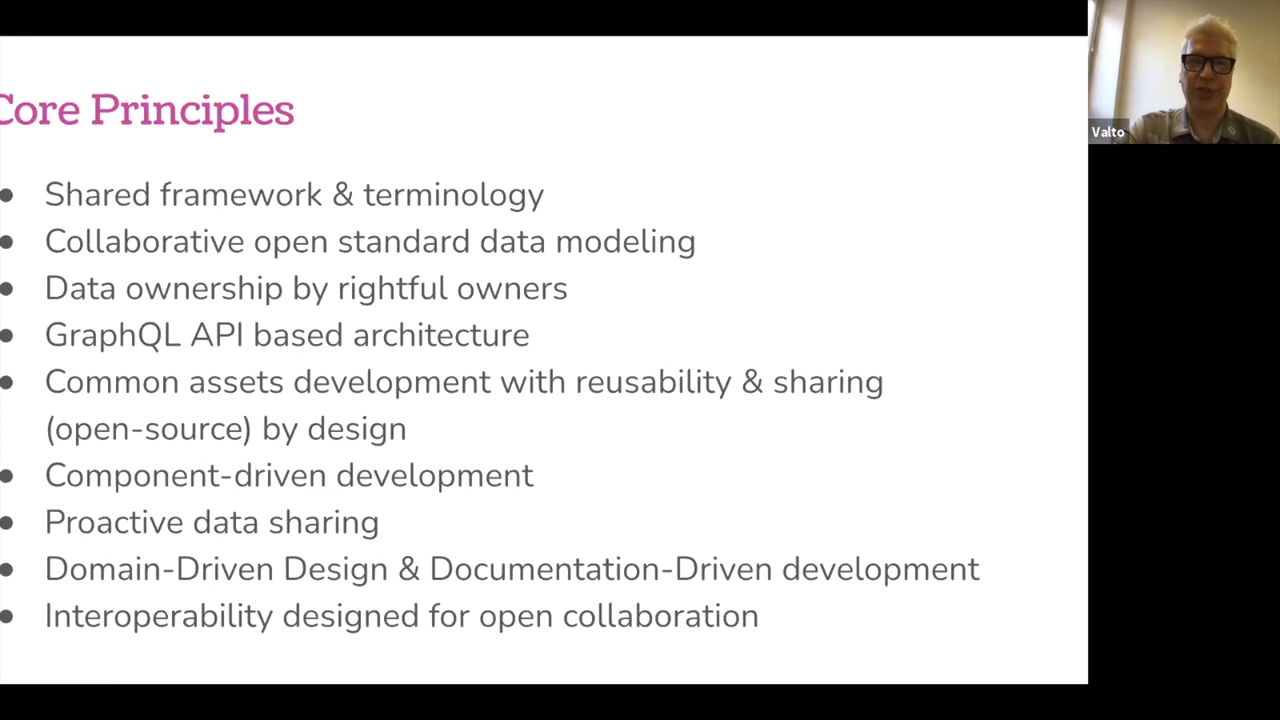 Core Principles
● Shared framework & terminology
● Collaborative open standard data modeling
● Data ownership by rightful owners
● GraphQL API based architecture
● Common assets development with reusability & sharing
(open-source) by design
● Component-driven development
● Proactive data sharing
● Domain-Driven Design & Documentation-Driven development
● Interoperability designed for open collaboration
Valto